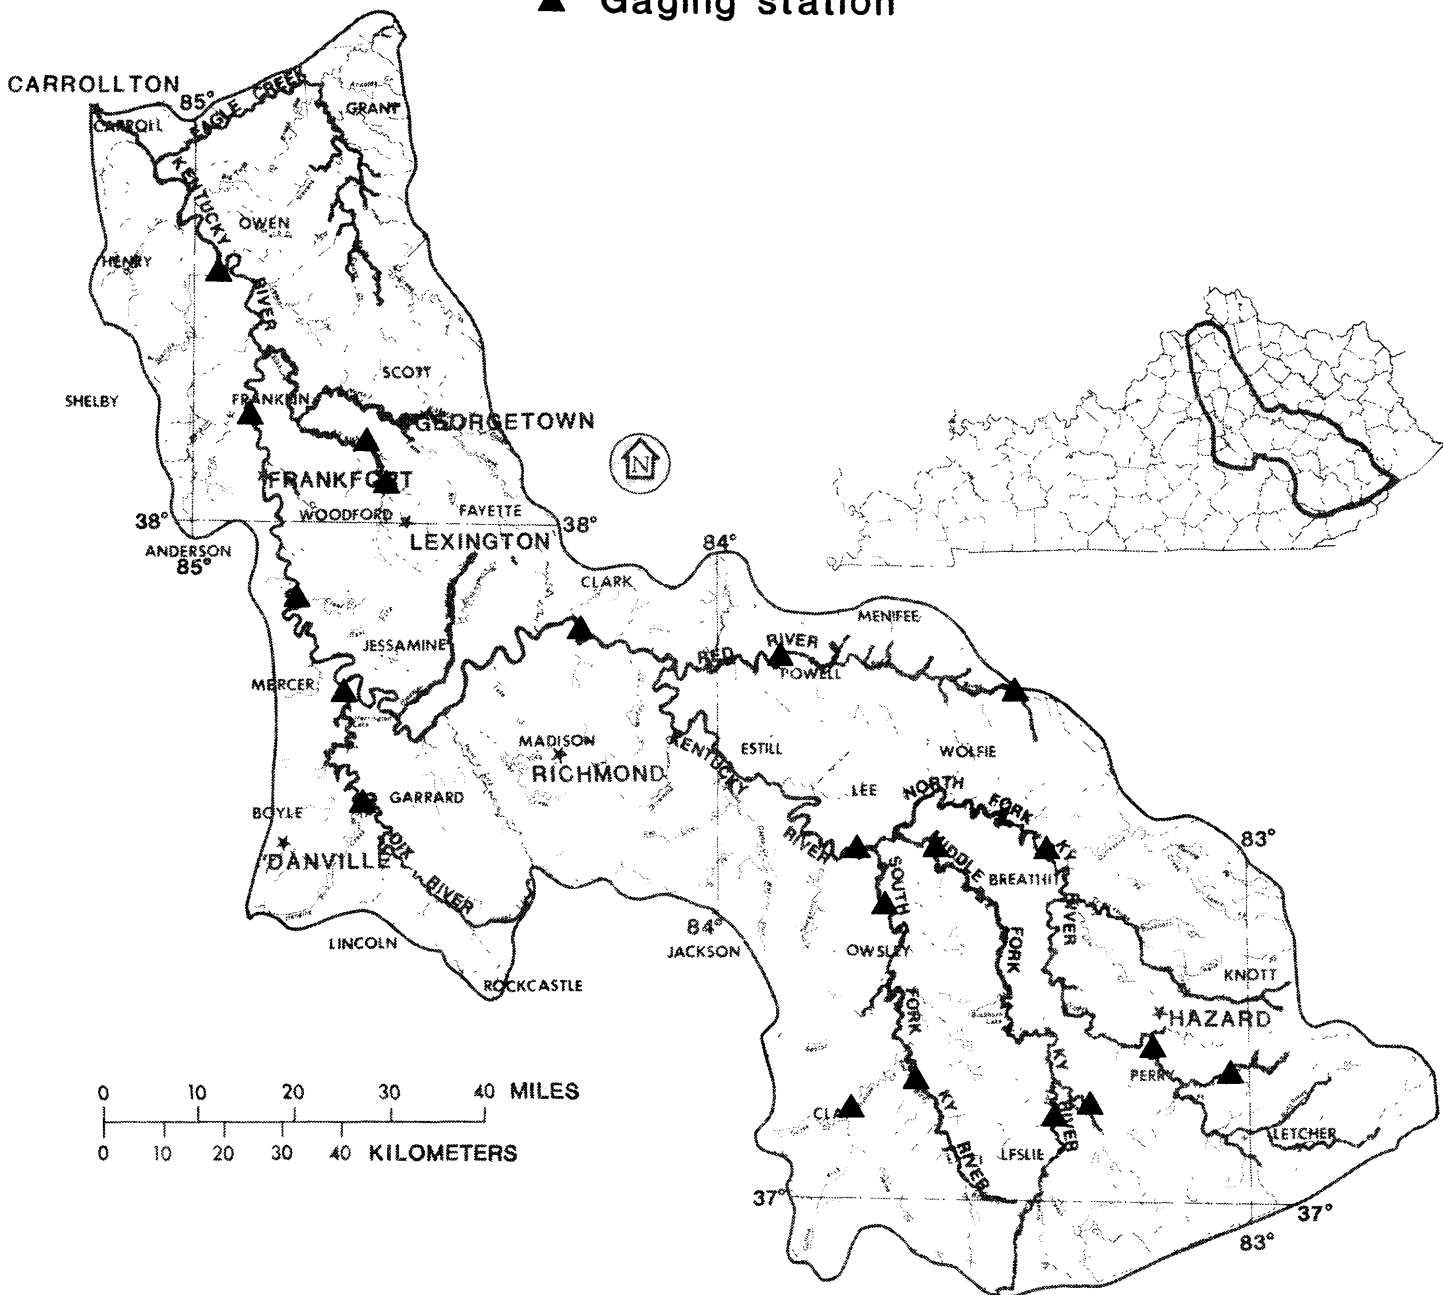 Gaging station
CARROLLTON
85°
EAGLE CREEK
GRANT
CARROLL
KENTUCKY
OWEN
HENRY
RIVER
SCOTT
SHELBY
FRANKLIN
GEORGETOWN
N
FRANKFORT
WOODFORD
FAYETTE
38°
38°
LEXINGTON
ANDERSON
85°
84°
CLARK
MENIFEE
JESSAMINE
RED RIVER
POWELL
MERCER
MADISON
KENTUCKY
ESTILL
WOLFIE
RICHMOND
LEE
NORTH FORK KY RIVER
GARRARD
BOYLE
RIVER
83°
DIX RIVER
DANVILLE
MIDDLE FORK KY RIVER
BREATHIT
SOUTH FORK KY RIVER
84°
LINCOLN
JACKSON
OWSLEY
KNOTT
ROCKCASTLE
HAZARD
PERRY
0 10 20 30 40 MILES
CLA
LETCHER
0 10 20 30 40 KILOMETERS
LESLIE
37°
37°
83°